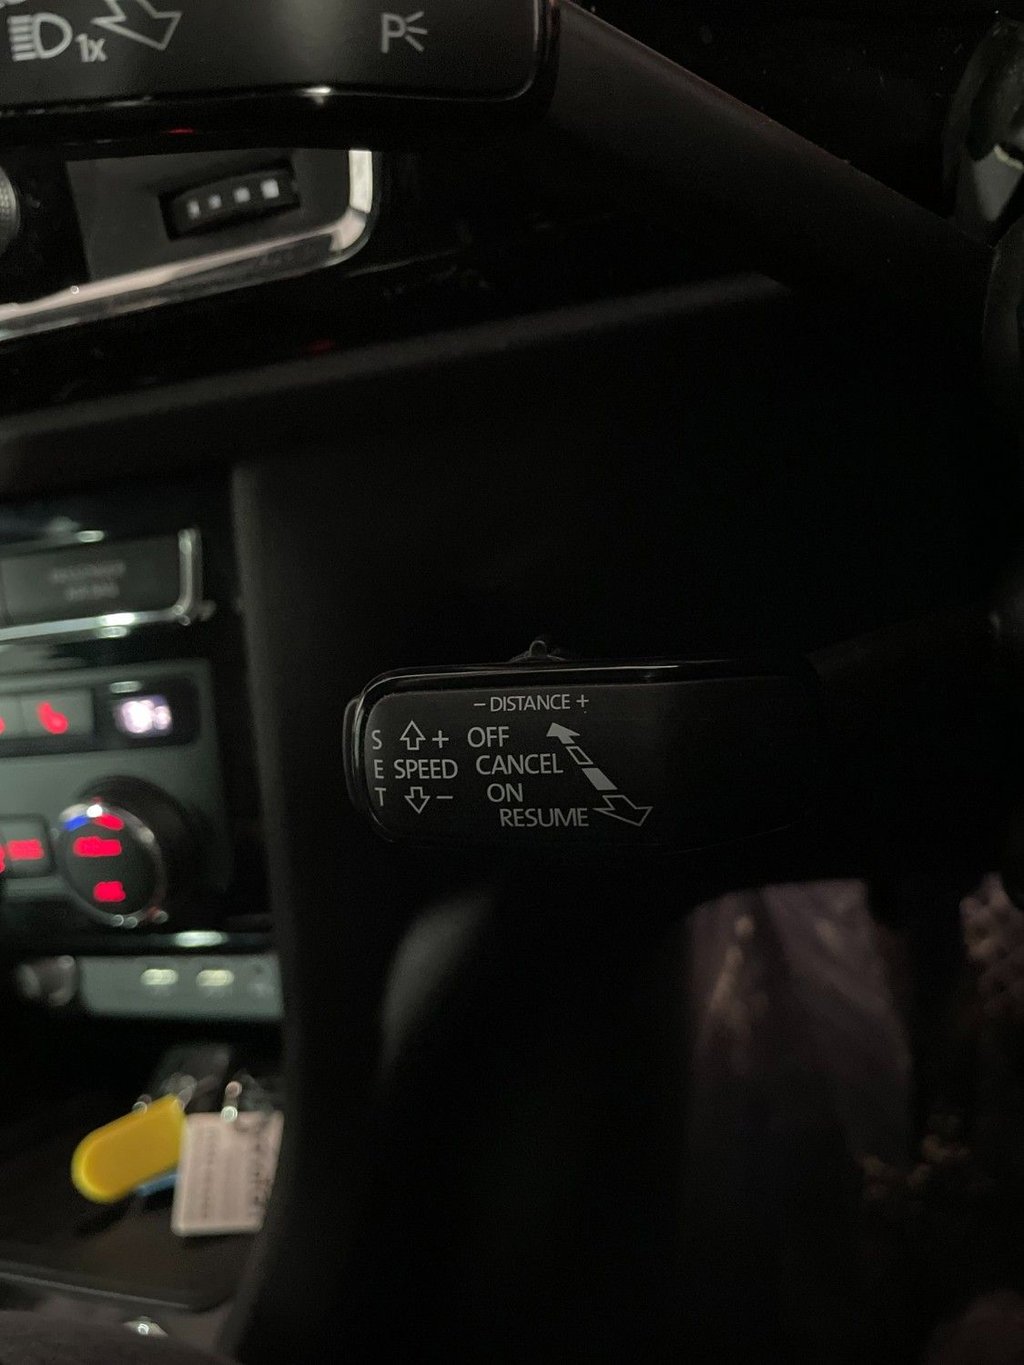 1x
P
– DISTANCE +
S + OFF
E SPEED CANCEL
T – ON
RESUME